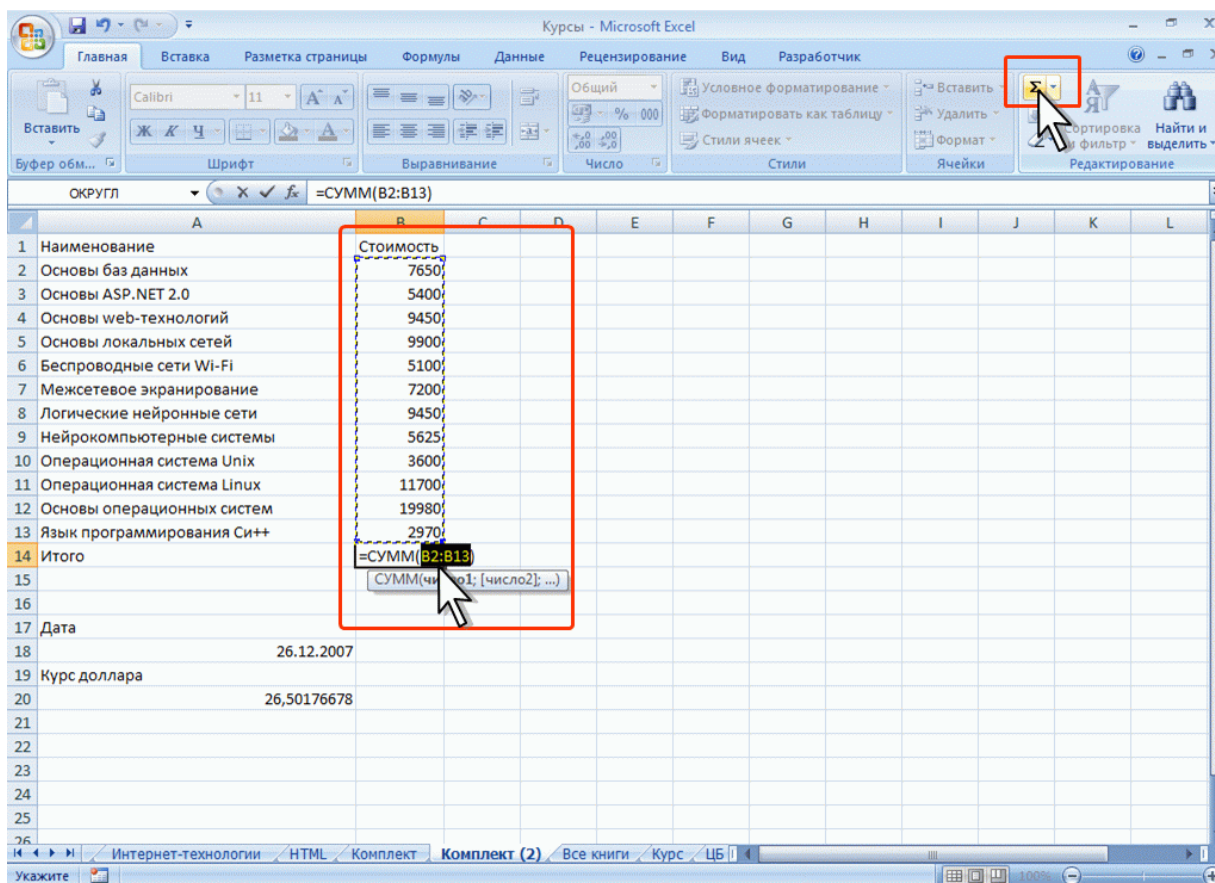 Курсы - Microsoft Excel
Главная Вставка Разметка страницы Формулы Данные Рецензирование Вид Разработчик
Вставить
Calibri 11
Ж К Ч
Общий
% 000
Условное форматирование
Форматировать как таблицу
Стили ячеек
Вставить
Удалить
Формат
Σ
Сортировка и фильтр
Найти и выделить
Буфер обм... Шрифт Выравнивание Число Стили Ячейки Редактирование
ОКРУГЛ fx =СУММ(B2:B13)
A B C D E F G H I J K L
1 Наименование Стоимость
2 Основы баз данных 7650
3 Основы ASP.NET 2.0 5400
4 Основы web-технологий 9450
5 Основы локальных сетей 9900
6 Беспроводные сети Wi-Fi 5100
7 Межсетевое экранирование 7200
8 Логические нейронные сети 9450
9 Нейрокомпьютерные системы 5625
10 Операционная система Unix 3600
11 Операционная система Linux 11700
12 Основы операционных систем 19980
13 Язык программирования Си++ 2970
14 Итого =СУММ(B2:B13)
15 СУММ(число1; [число2]; ...)
16
17 Дата
18 26.12.2007
19 Курс доллара
20 26,50176678
21
22
23
24
25
26
Интернет-технологии HTML Комплект Комплект (2) Все книги Курс ЦБ
Укажите 100%